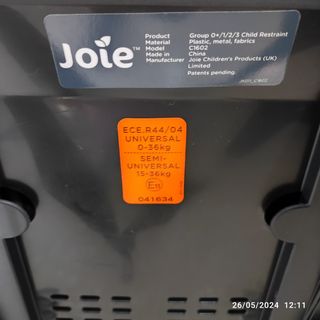 Joie™
Product Group 0+/1/2/3 Child Restraint
Material Plastic, metal, fabrics
Model C1602
Made in China
Manufacturer Joie Children's Products (UK)
Limited
Patents pending.
ECE.R44/04
UNIVERSAL
0-36kg
SEMI-
UNIVERSAL
15-36kg
041634
26/05/2024 12:11